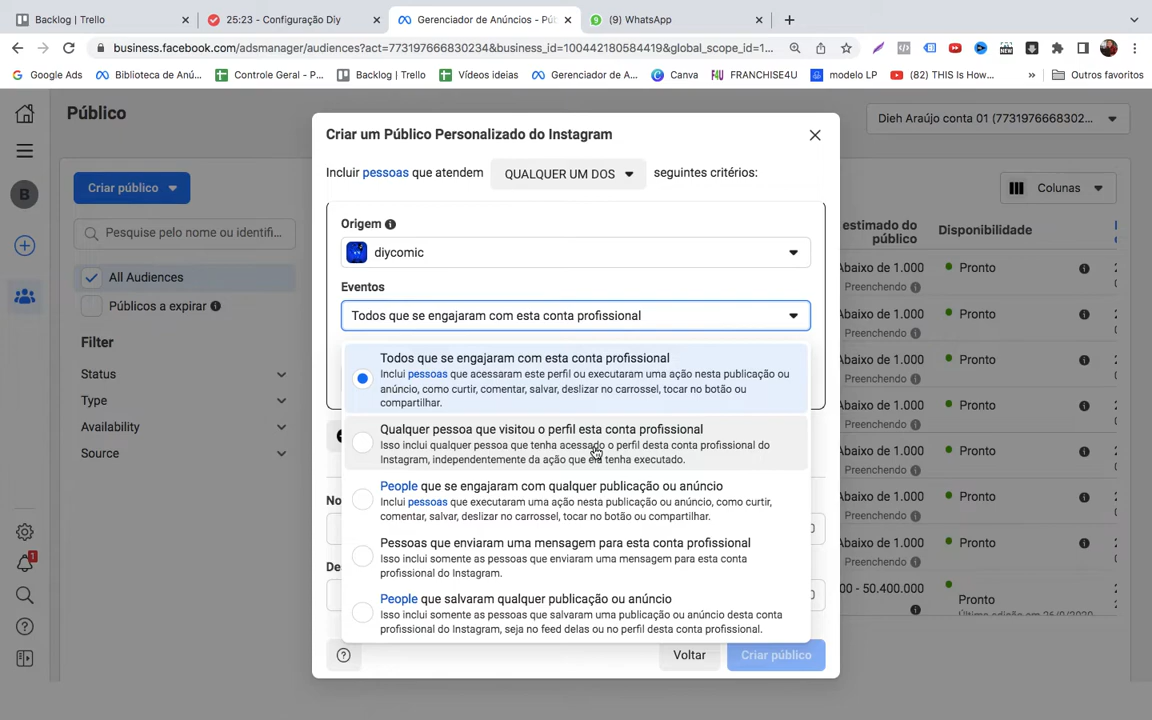 Backlog | Trello
25:23 - Configuração Diy
Gerenciador de Anúncios - Púb
(9) WhatsApp
business.facebook.com/adsmanager/audiences?act=773197666830234&business_id=100442180584419&global_scope_id=1...
Google Ads
Biblioteca de Anú...
Controle Geral - P...
Backlog | Trello
Vídeos ideias
Gerenciador de A...
Canva
FRANCHISE4U
modelo LP
(82) THIS Is How...
»
Outros favoritos
Público
Dieh Araújo conta 01 (7731976668302...
Criar público
Colunas
Pesquise pelo nome ou identifi...
All Audiences
Públicos a expirar
Filter
Status
Type
Availability
Source
B
1
estimado do
público
Disponibilidade
Abaixo de 1.000
Preenchendo
Pronto
Abaixo de 1.000
Preenchendo
Pronto
Abaixo de 1.000
Preenchendo
Pronto
Abaixo de 1.000
Preenchendo
Pronto
Abaixo de 1.000
Preenchendo
Pronto
Abaixo de 1.000
Preenchendo
Pronto
Abaixo de 1.000
Preenchendo
Pronto
00 - 50.400.000
Pronto
Criar um Público Personalizado do Instagram
Incluir pessoas que atendem QUALQUER UM DOS seguintes critérios:
Origem
diycomic
Eventos
Todos que se engajaram com esta conta profissional
Todos que se engajaram com esta conta profissional
Inclui pessoas que acessaram este perfil ou executaram uma ação nesta publicação ou
anúncio, como curtir, comentar, salvar, deslizar no carrossel, tocar no botão ou
compartilhar.
Qualquer pessoa que visitou o perfil esta conta profissional
Isso inclui qualquer pessoa que tenha acessado o perfil desta conta profissional do
Instagram, independentemente da ação que ela tenha executado.
People que se engajaram com qualquer publicação ou anúncio
Inclui pessoas que executaram uma ação nesta publicação ou anúncio, como curtir,
comentar, salvar, deslizar no carrossel, tocar no botão ou compartilhar.
Pessoas que enviaram uma mensagem para esta conta profissional
Isso inclui somente as pessoas que enviaram uma mensagem para esta conta
profissional do Instagram.
People que salvaram qualquer publicação ou anúncio
Isso inclui somente as pessoas que salvaram uma publicação ou anúncio desta conta
profissional do Instagram, seja no feed delas ou no perfil desta conta profissional.
No
De
Voltar
Criar público